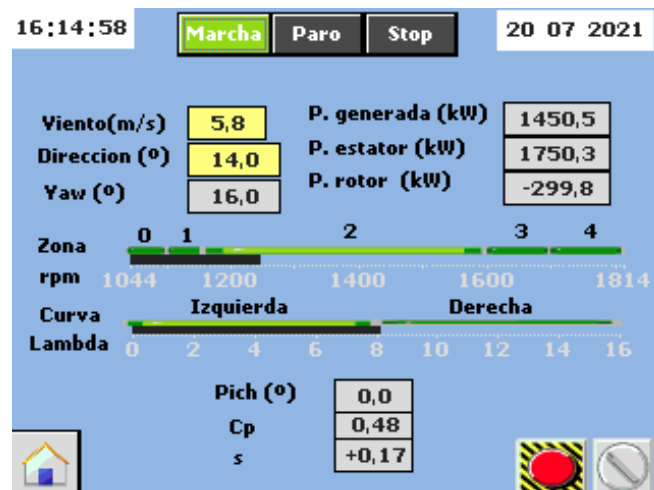 16:14:58 Marcha Paro Stop 20 07 2021
Viento(m/s) 5,8 P. generada (kW) 1450,5
Direccion (º) 14,0 P. estator (kW) 1750,3
Yaw (º) 16,0 P. rotor (kW) -299,8
Zona 0 1 2 3 4
rpm 1044 1200 1400 1600 1814
Curva Izquierda Derecha
Lambda 0 2 4 6 8 10 12 14 16
Pich (º) 0,0
Cp 0,48
s +0,17